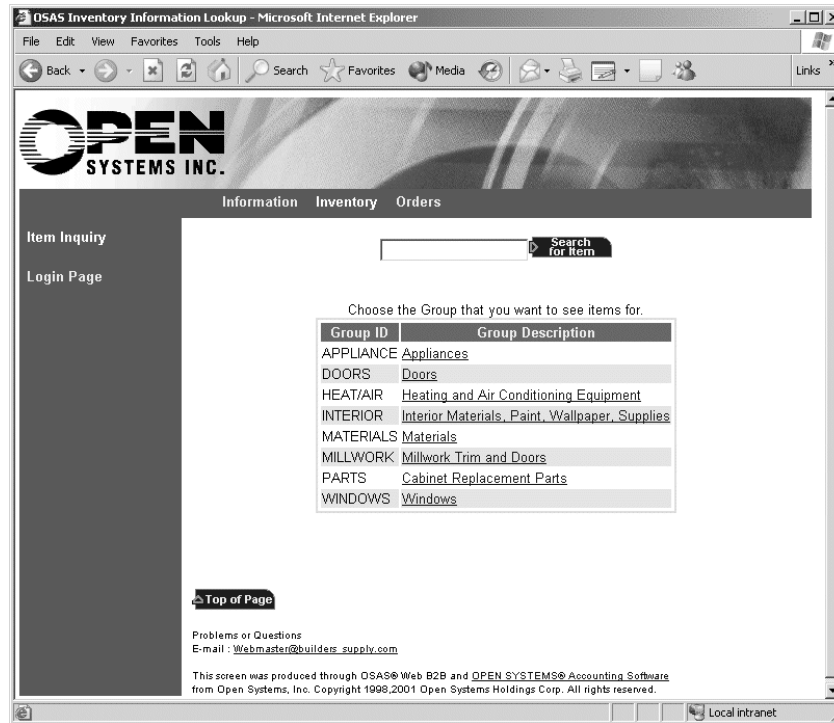 OSAS Inventory Information Lookup - Microsoft Internet Explorer
File Edit View Favorites Tools Help
Back Search Favorites Media Links »
OPEN
SYSTEMS INC.
Information Inventory Orders
Item Inquiry
Search
for Item
Login Page
Choose the Group that you want to see items for.
Group ID Group Description
APPLIANCE Appliances
DOORS Doors
HEAT/AIR Heating and Air Conditioning Equipment
INTERIOR Interior Materials, Paint, Wallpaper, Supplies
MATERIALS Materials
MILLWORK Millwork Trim and Doors
PARTS Cabinet Replacement Parts
WINDOWS Windows
Top of Page
Problems or Questions
E-mail : Webmaster@builders_supply.com
This screen was produced through OSAS® Web B2B and OPEN SYSTEMS® Accounting Software
from Open Systems, Inc. Copyright 1998,2001 Open Systems Holdings Corp. All rights reserved.
Local intranet